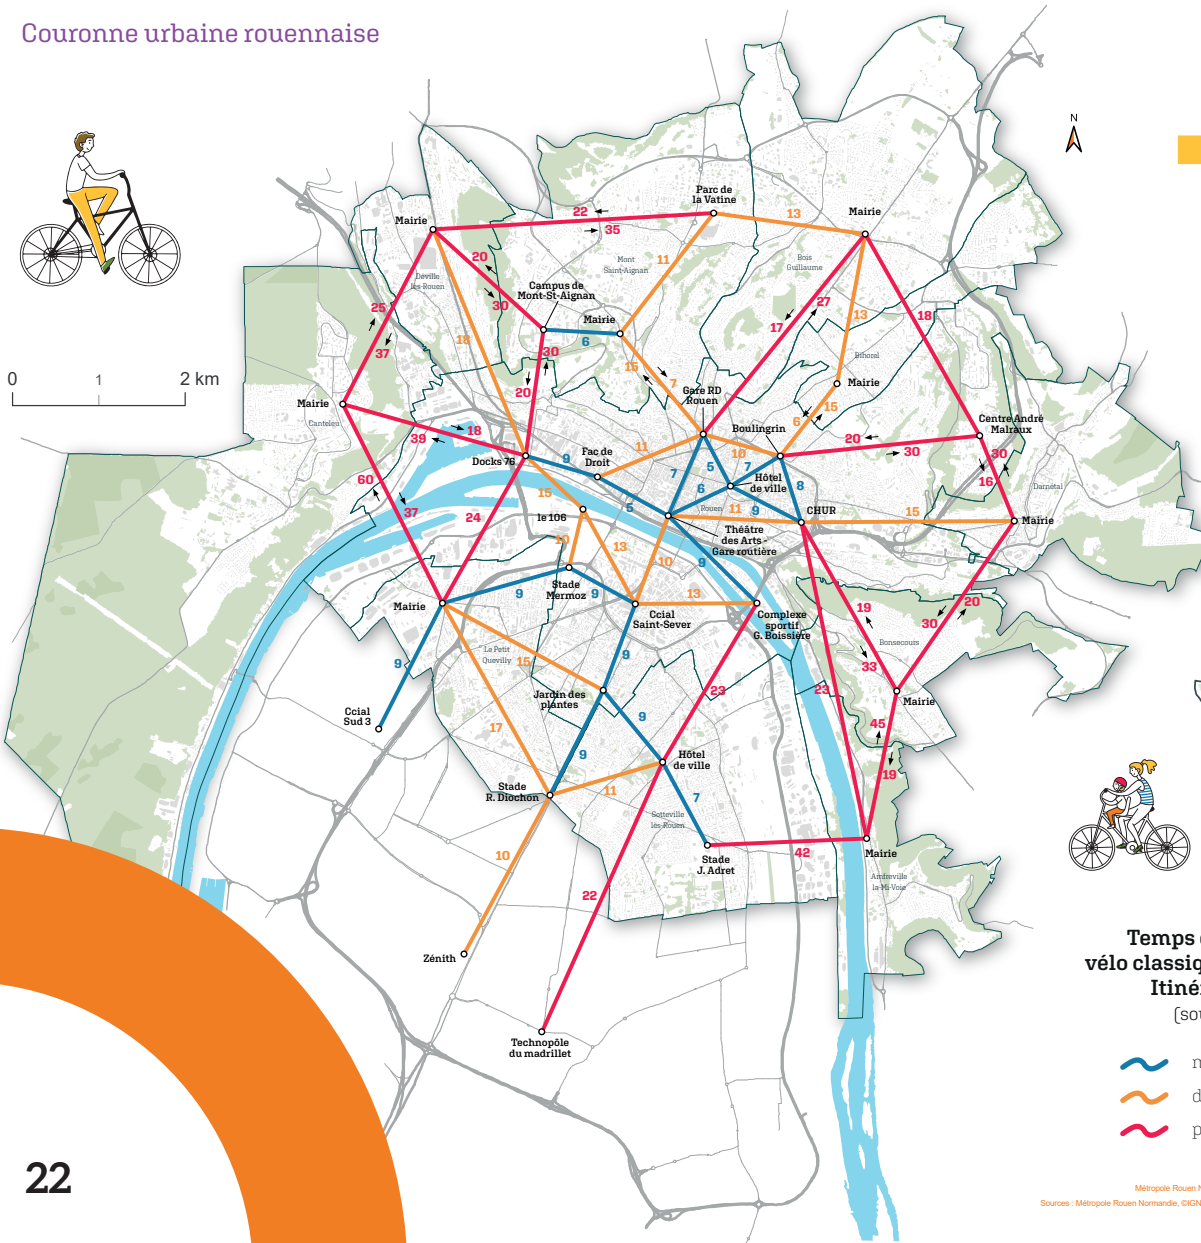 Couronne urbaine rouennaise
N
0
1
2 km
Parc de
la Vatine
Mairie
Mairie
22
35
13
Mont
Saint-Aignan
Bois
Guillaume
11
20
30
Déville
lès-Rouen
Campus de
Mont-St-Aignan
Mairie
6
25
37
18
27
17
13
18
30
20
15
7
Bihorel
Mairie
Gare RD
Rouen
6
15
Mairie
Canteleu
18
39
Boulingrin
Centre André
Malraux
20
30
30
16
11
10
Docks 76
9
Fac de
Droit
7
5
7
6
Hôtel
de ville
8
Darnétal
60
37
24
15
5
Rouen
11
9
CHUR
15
Mairie
le 106
Théâtre
des Arts -
Gare routière
10
13
10
9
Stade
Mermoz
9
9
13
Mairie
Ccial
Saint-Sever
Complexe
sportif
G. Boissière
19
33
20
30
Bonsecours
Le Petit
Quevilly
15
9
9
Jardin des
plantes
23
23
Mairie
Ccial
Sud 3
9
45
19
17
9
Hôtel
de ville
Stade
R. Diochon
11
7
Sotteville
lès-Rouen
42
Stade
J. Adret
Mairie
Amfreville
la-Mi-Voie
10
22
Zénith
Technopôle
du madrillet
Temps
vélo classiq
Itiné
(sou
n
d
p
22
Métropole Rouen N
Sources : Métropole Rouen Normandie, ©IGN